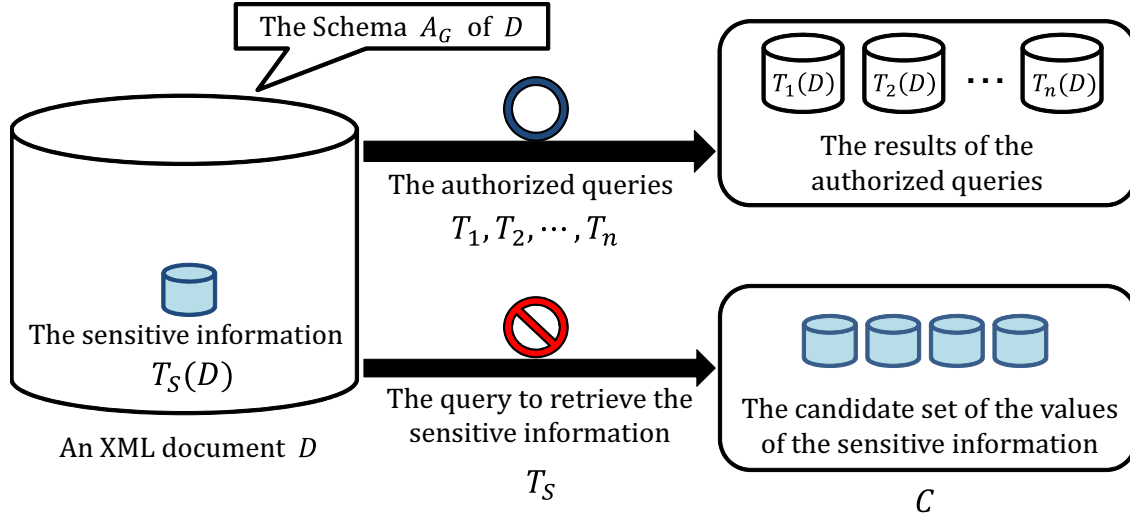 The Schema A_G of D
T_1(D) T_2(D) ⋯ T_n(D)
The results of the
authorized queries
The authorized queries
T_1, T_2, ⋯, T_n
The sensitive information
T_S(D)
An XML document D
The query to retrieve the
sensitive information
T_S
The candidate set of the values
of the sensitive information
C